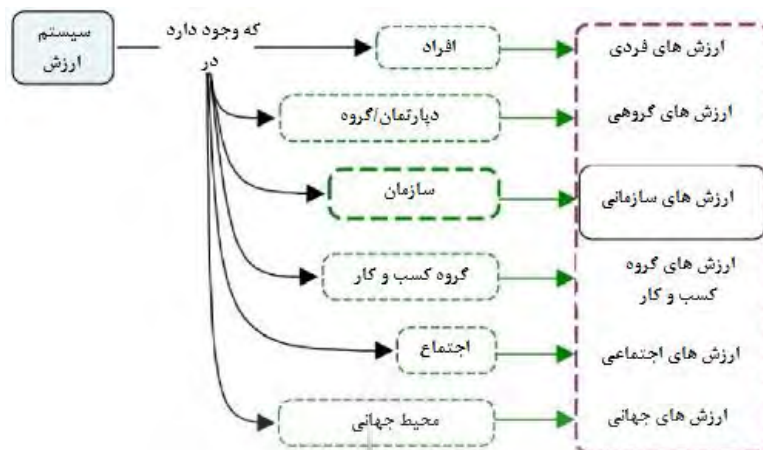 سیستم
ارزش
که وجود دارد
در
افراد
ارزش های فردی
دپارتمان/گروه
ارزش های گروهی
سازمان
ارزش های سازمانی
گروه کسب و کار
ارزش های گروه
کسب و کار
اجتماع
ارزش های اجتماعی
محیط جهانی
ارزش های جهانی